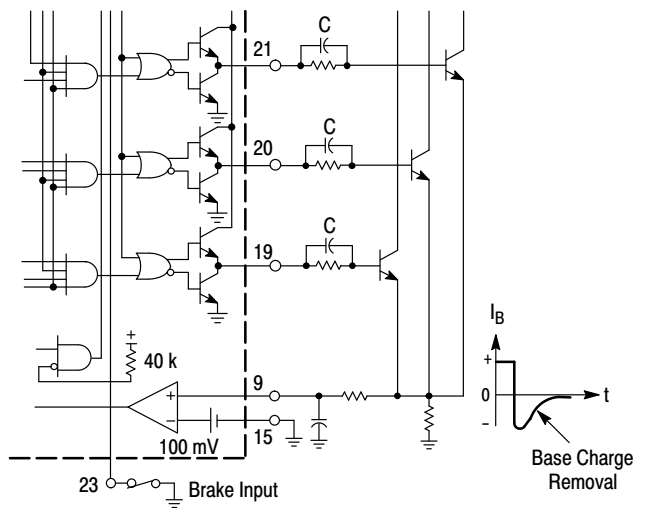 C
21
C
20
C
19
I_B
+
0
–
t
+
40 k
9
+
–
100 mV
15
Base Charge
Removal
23
Brake Input